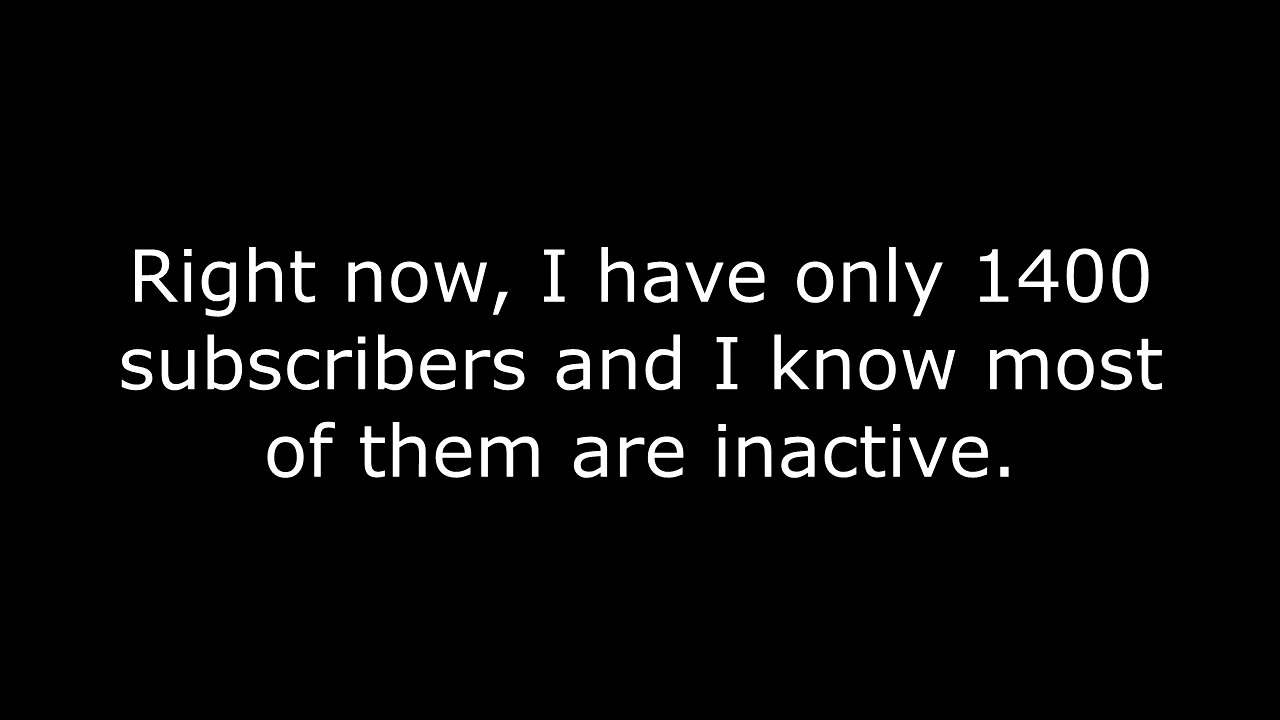 Right now, I have only 1400
subscribers and I know most
of them are inactive.